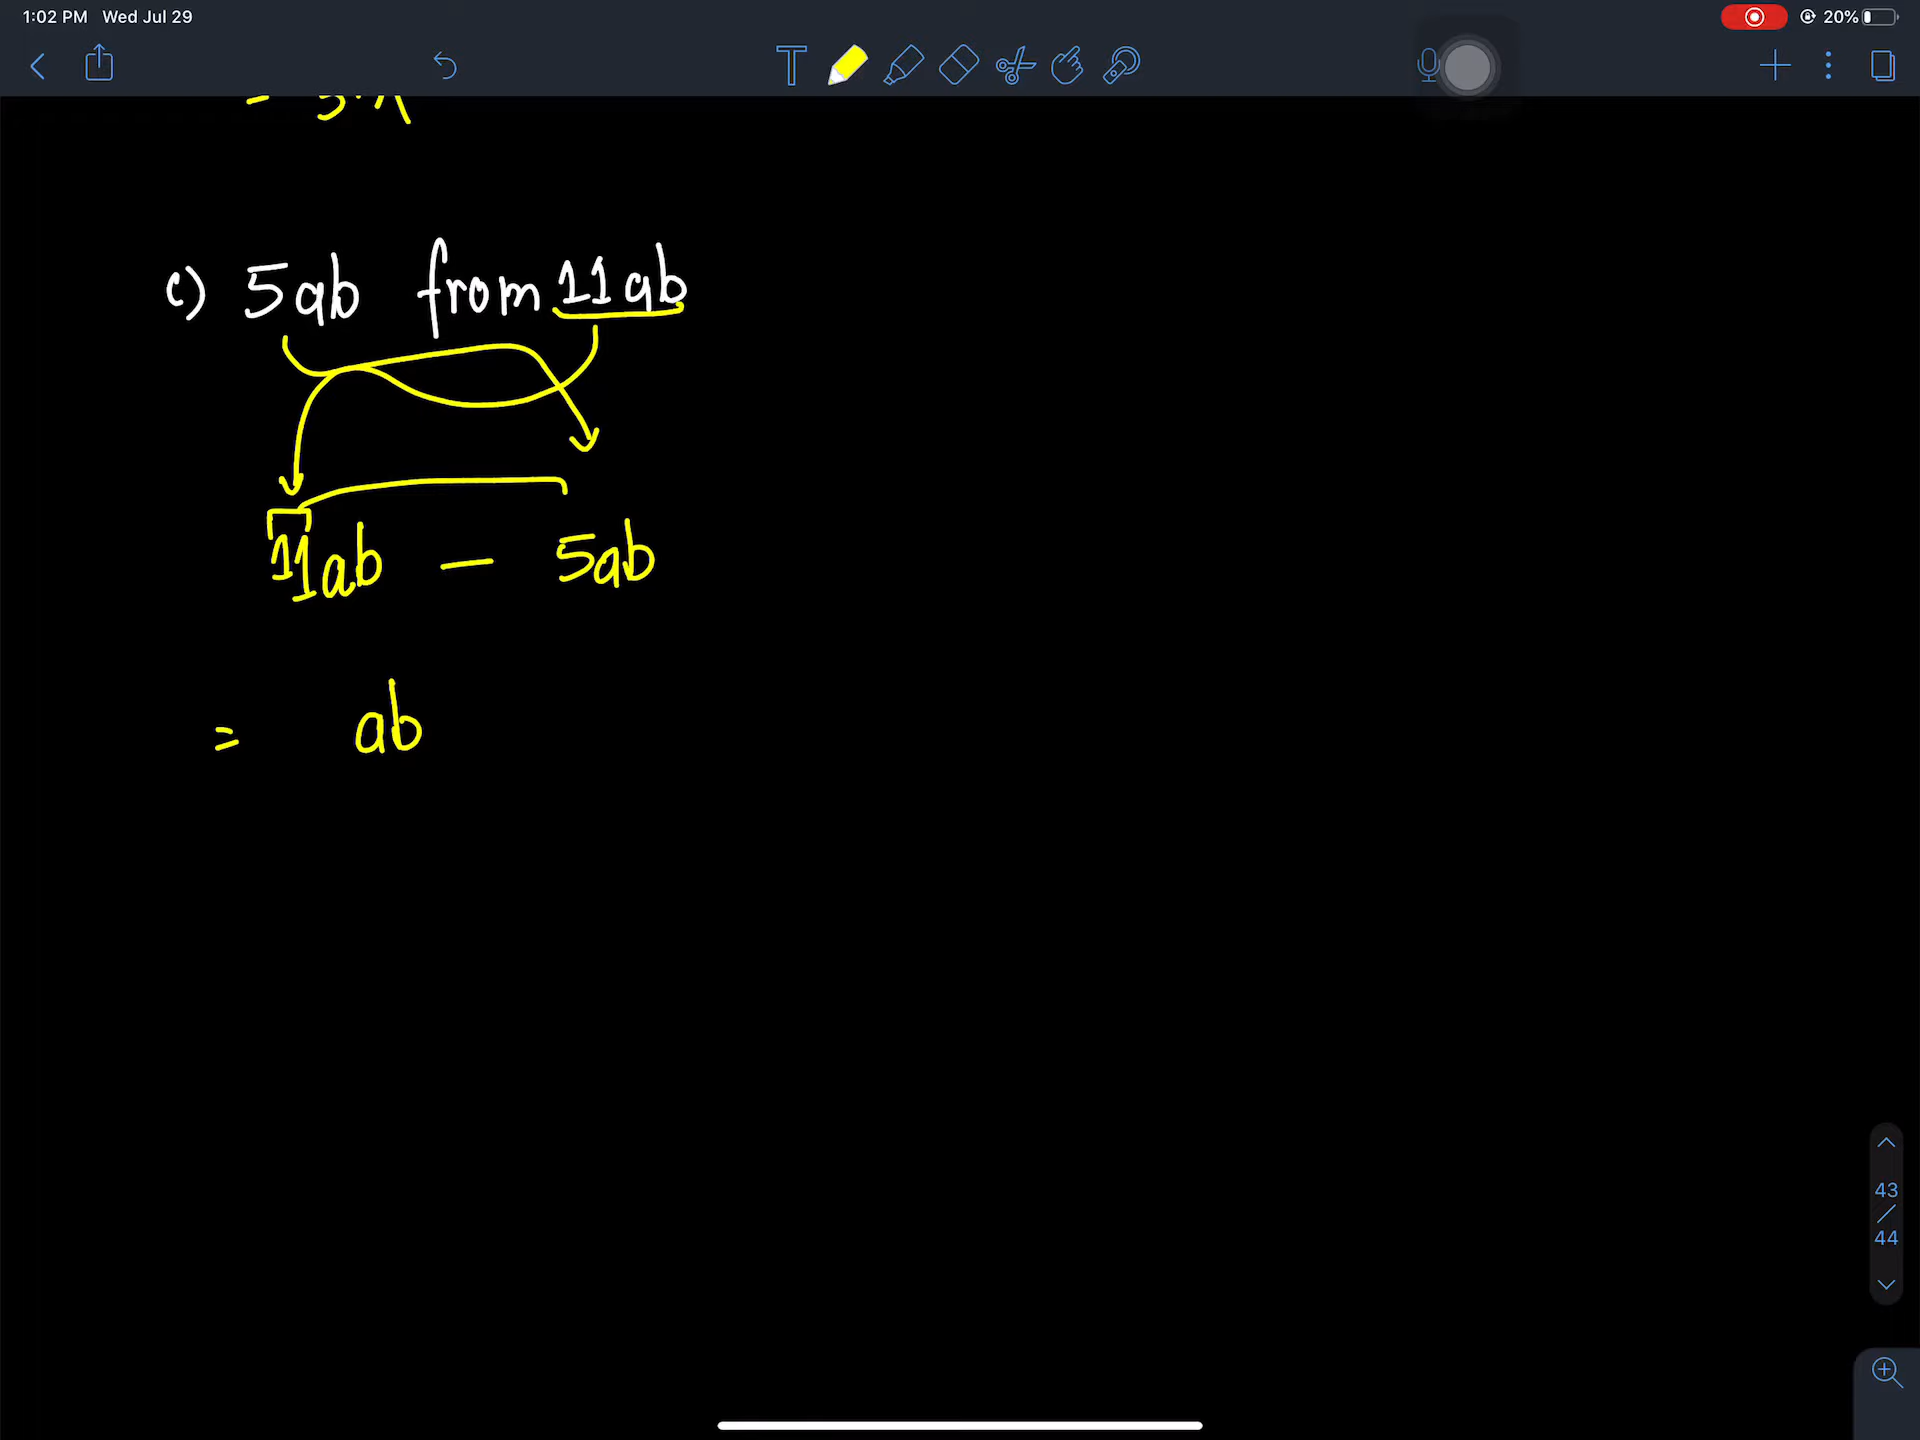 1:02 PM Wed Jul 29
20%
c) 5ab from 11ab
11ab - 5ab
= ab
43
/
44